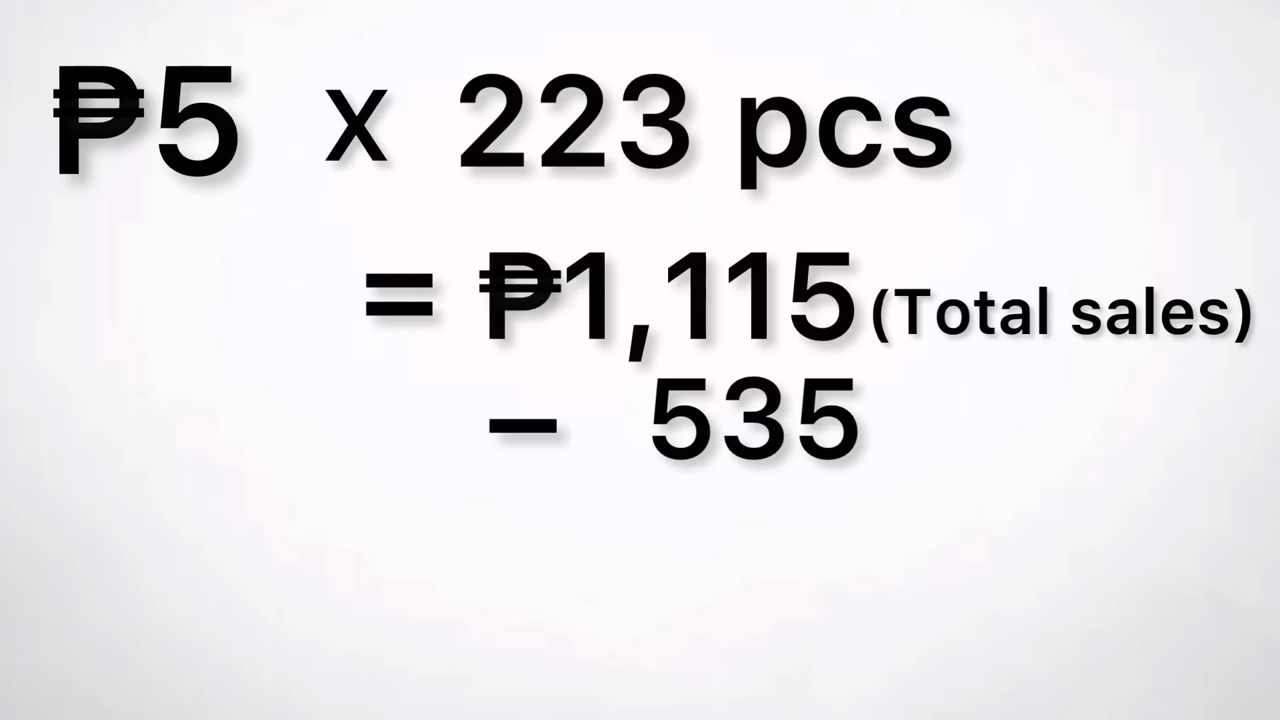 ₱5 x 223 pcs
= ₱1,115 (Total sales)
– 535